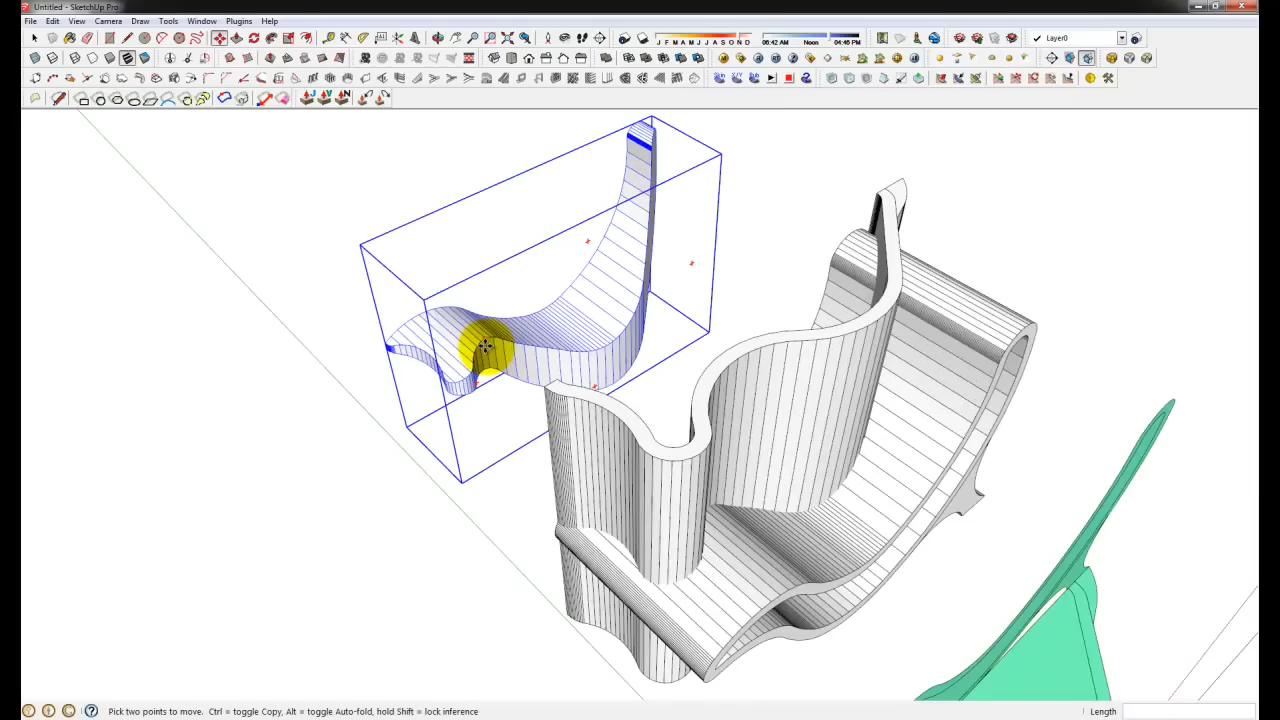 Untitled - SketchUp Pro
File Edit View Camera Draw Tools Window Plugins Help
J F M A M J J A S O N D
06:42 AM Noon 04:46 PM
Layer0
Pick two points to move. Ctrl = toggle Copy, Alt = toggle Auto-fold, hold Shift = lock inference
Length